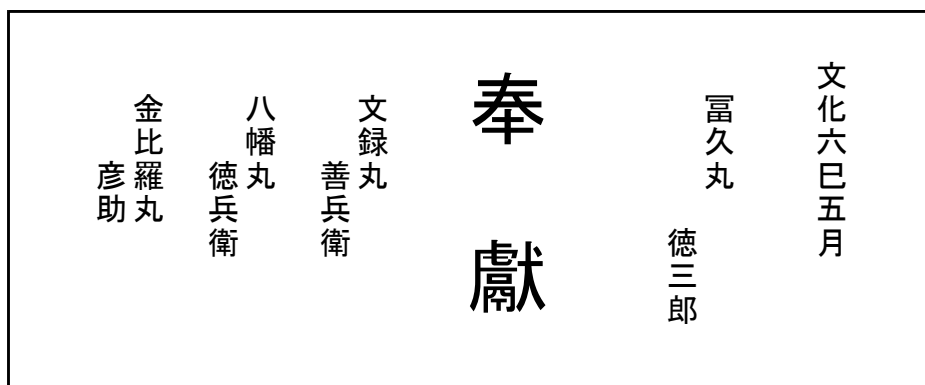 文化六巳五月
冨久丸
徳三郎
奉獻
文録丸
善兵衛
八幡丸
徳兵衛
金比羅丸
彦助